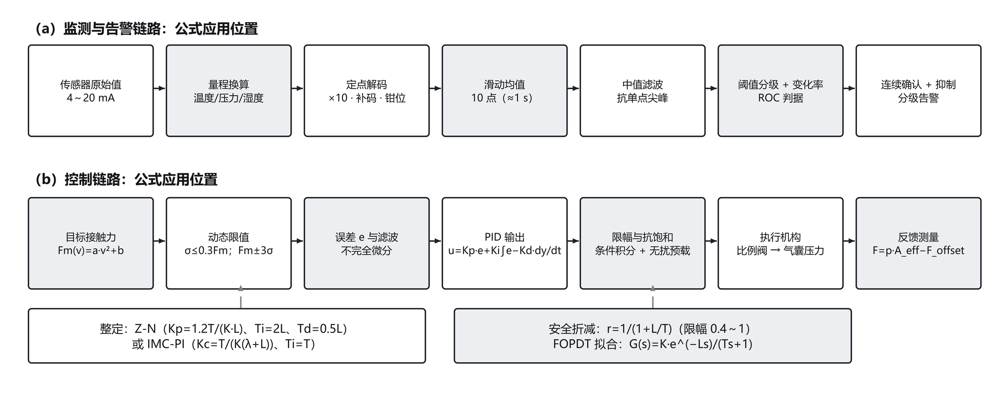 （a）监测与告警链路：公式应用位置
传感器原始值
4～20 mA
量程换算
温度/压力/湿度
定点解码
×10 · 补码 · 钳位
滑动均值
10 点（≈1 s）
中值滤波
抗单点尖峰
阈值分级 + 变化率
ROC 判据
连续确认 + 抑制
分级告警
（b）控制链路：公式应用位置
目标接触力
Fm(v)=a·v²+b
动态限值
σ≤0.3Fm；Fm±3σ
误差 e 与滤波
不完全微分
PID 输出
u=Kp·e+Ki∫e−Kd·dy/dt
限幅与抗饱和
条件积分 + 无扰预载
执行机构
比例阀 → 气囊压力
反馈测量
F=p·A_eff−F_offset
整定：Z-N（Kp=1.2T/(K·L)、Ti=2L、Td=0.5L）
或 IMC-PI（Kc=T/(K(λ+L))、Ti=T）
安全折减：r=1/(1+L/T)（限幅 0.4～1）
FOPDT 拟合：G(s)=K·e^(−Ls)/(Ts+1)